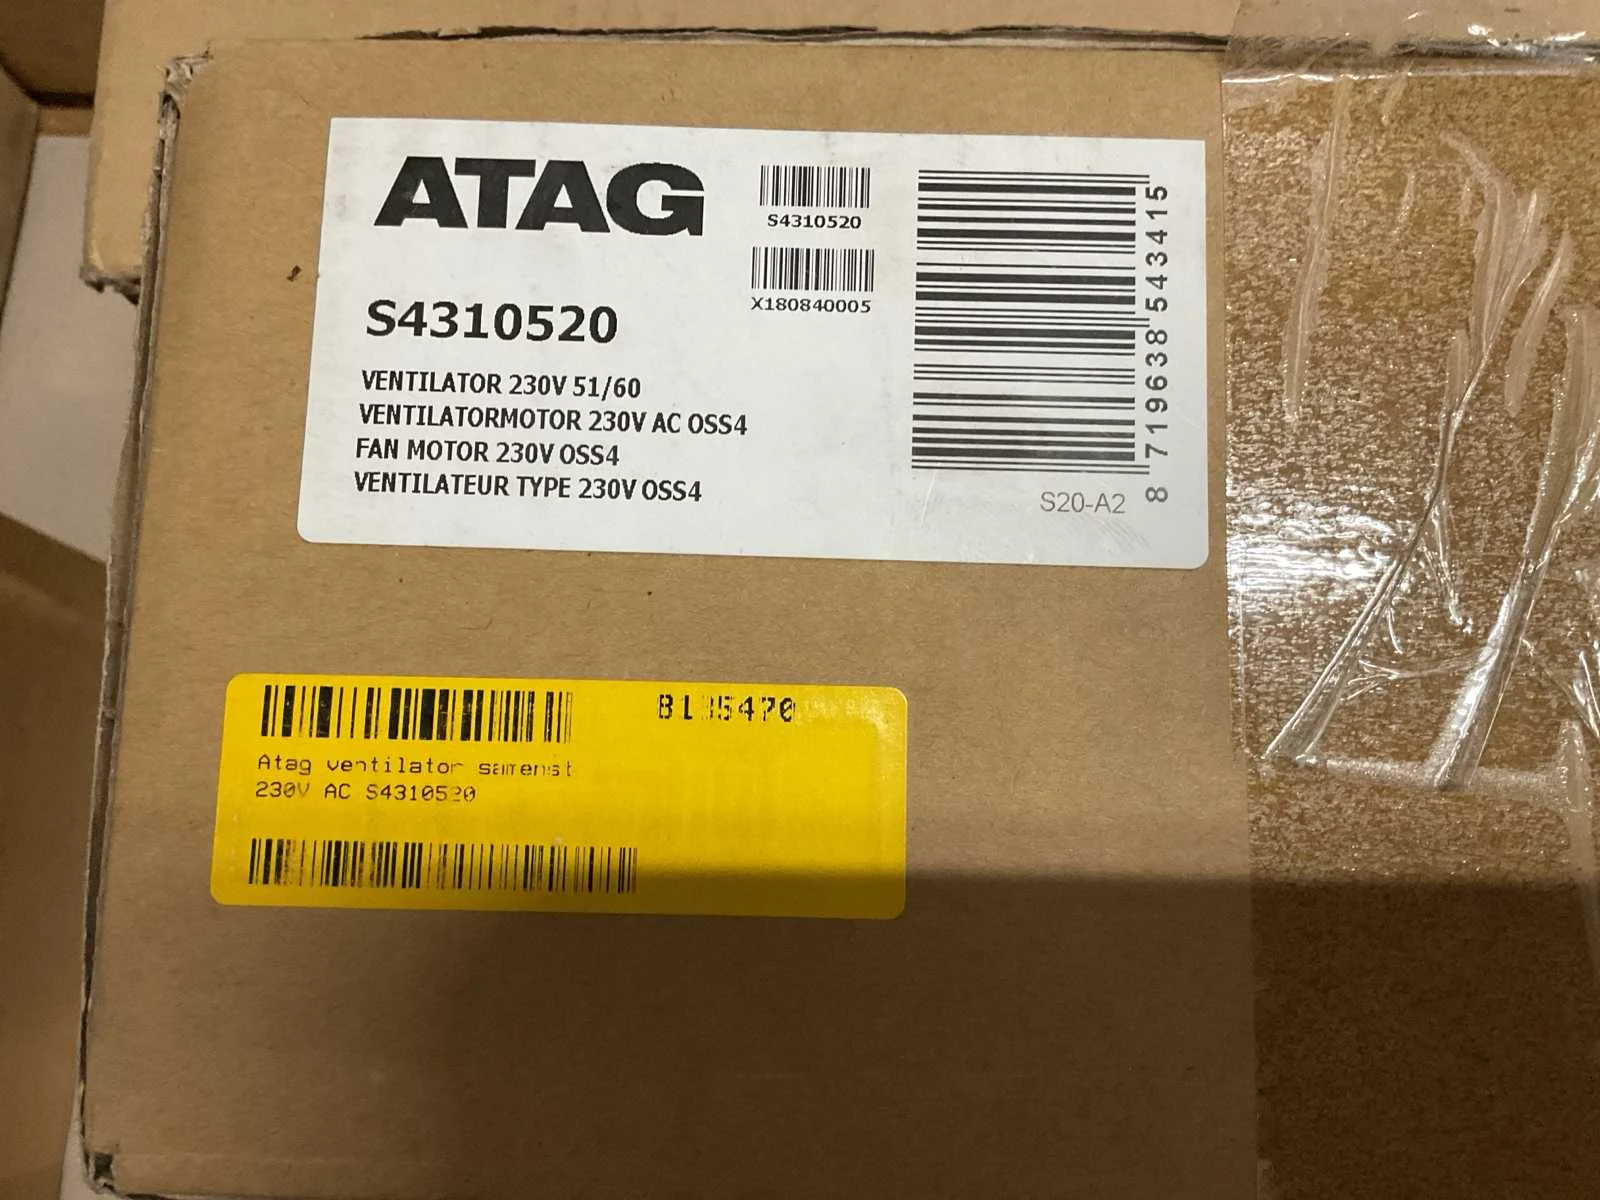 ATAG
S4310520
X180840005
S4310520
VENTILATOR 230V 51/60
VENTILATORMOTOR 230V AC OSS4
FAN MOTOR 230V OSS4
VENTILATEUR TYPE 230V OSS4
8 719638 543415
S20-A2
Atag ventilator samenst
230V AC S4310520